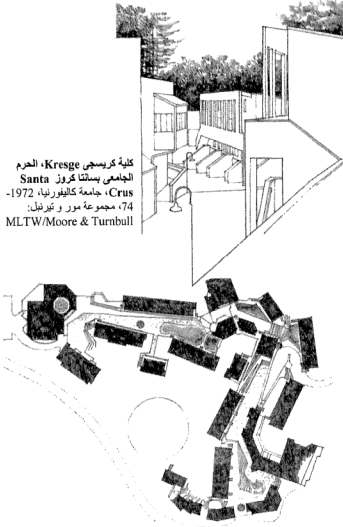 كلية كريسجى Kresge، الحرم
الجامعى بسانتا كروز Santa
Crus، جامعة كاليفورنيا، 1972-
74، مجموعة مور و تيرنبل:
MLTW/Moore & Turnbull